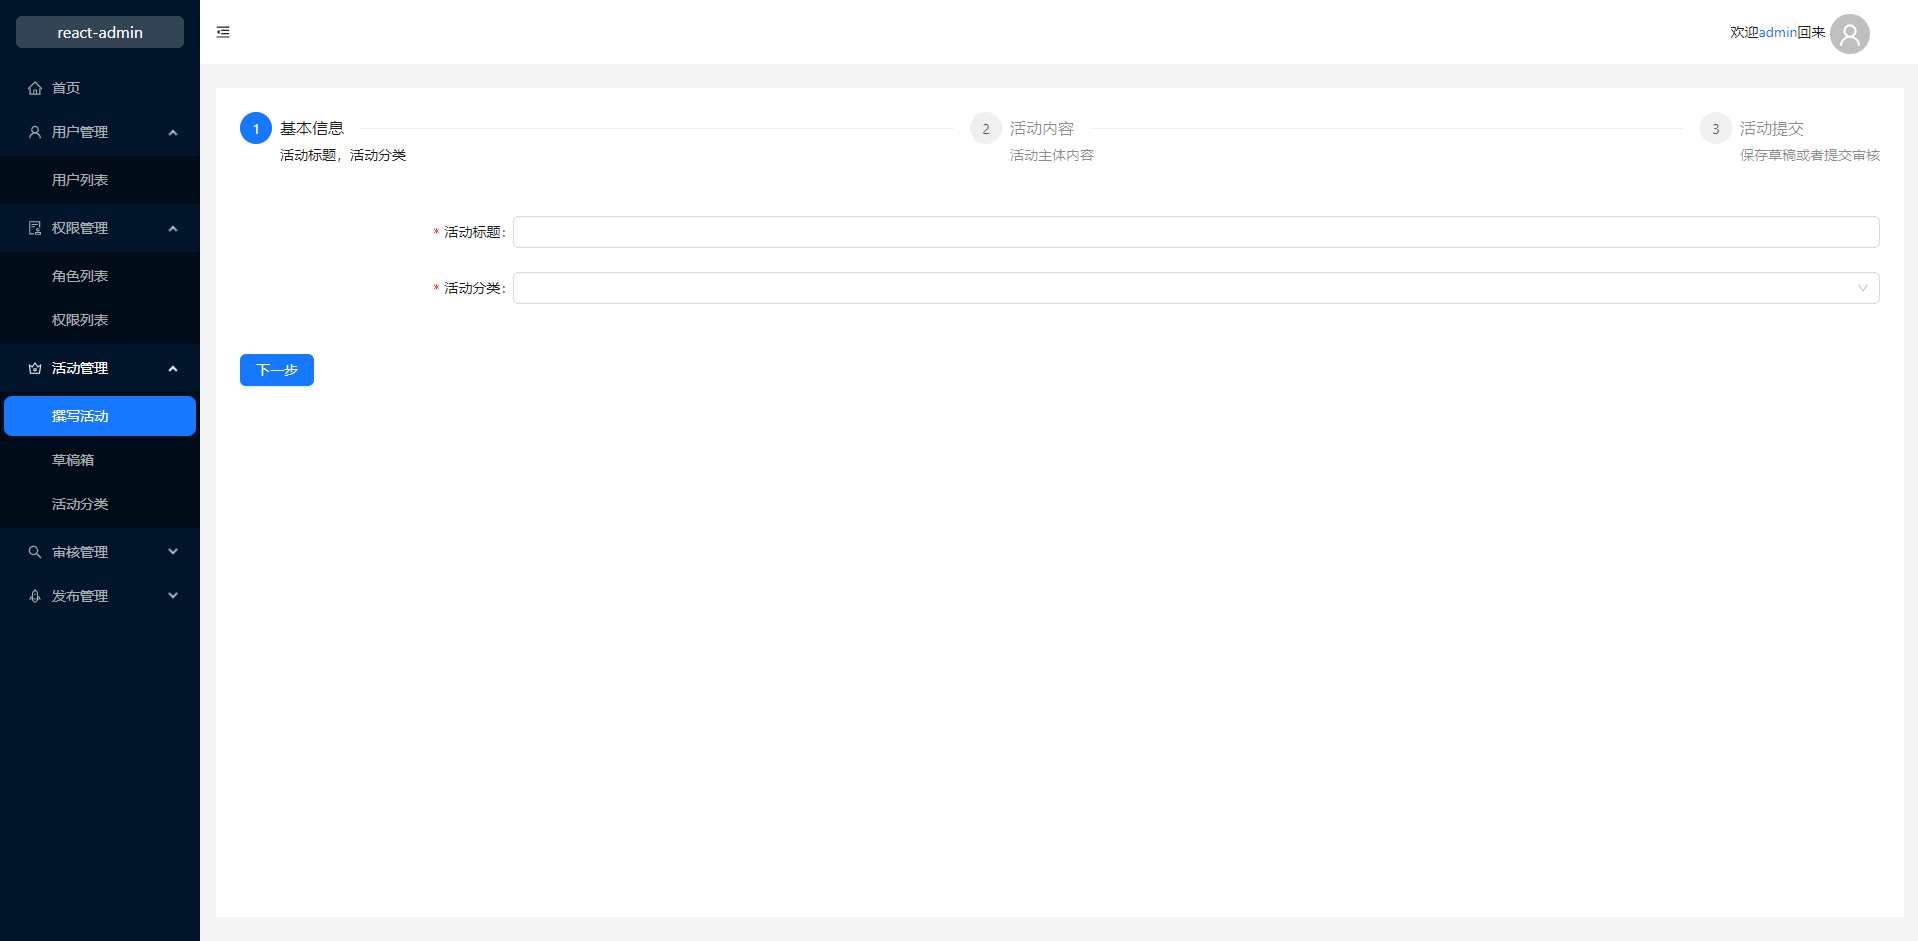 react-admin
首页
用户管理
用户列表
权限管理
角色列表
权限列表
活动管理
撰写活动
草稿箱
活动分类
审核管理
发布管理
欢迎admin回来
1 基本信息
活动标题，活动分类
2 活动内容
活动主体内容
3 活动提交
保存草稿或者提交审核
* 活动标题:
* 活动分类:
下一步